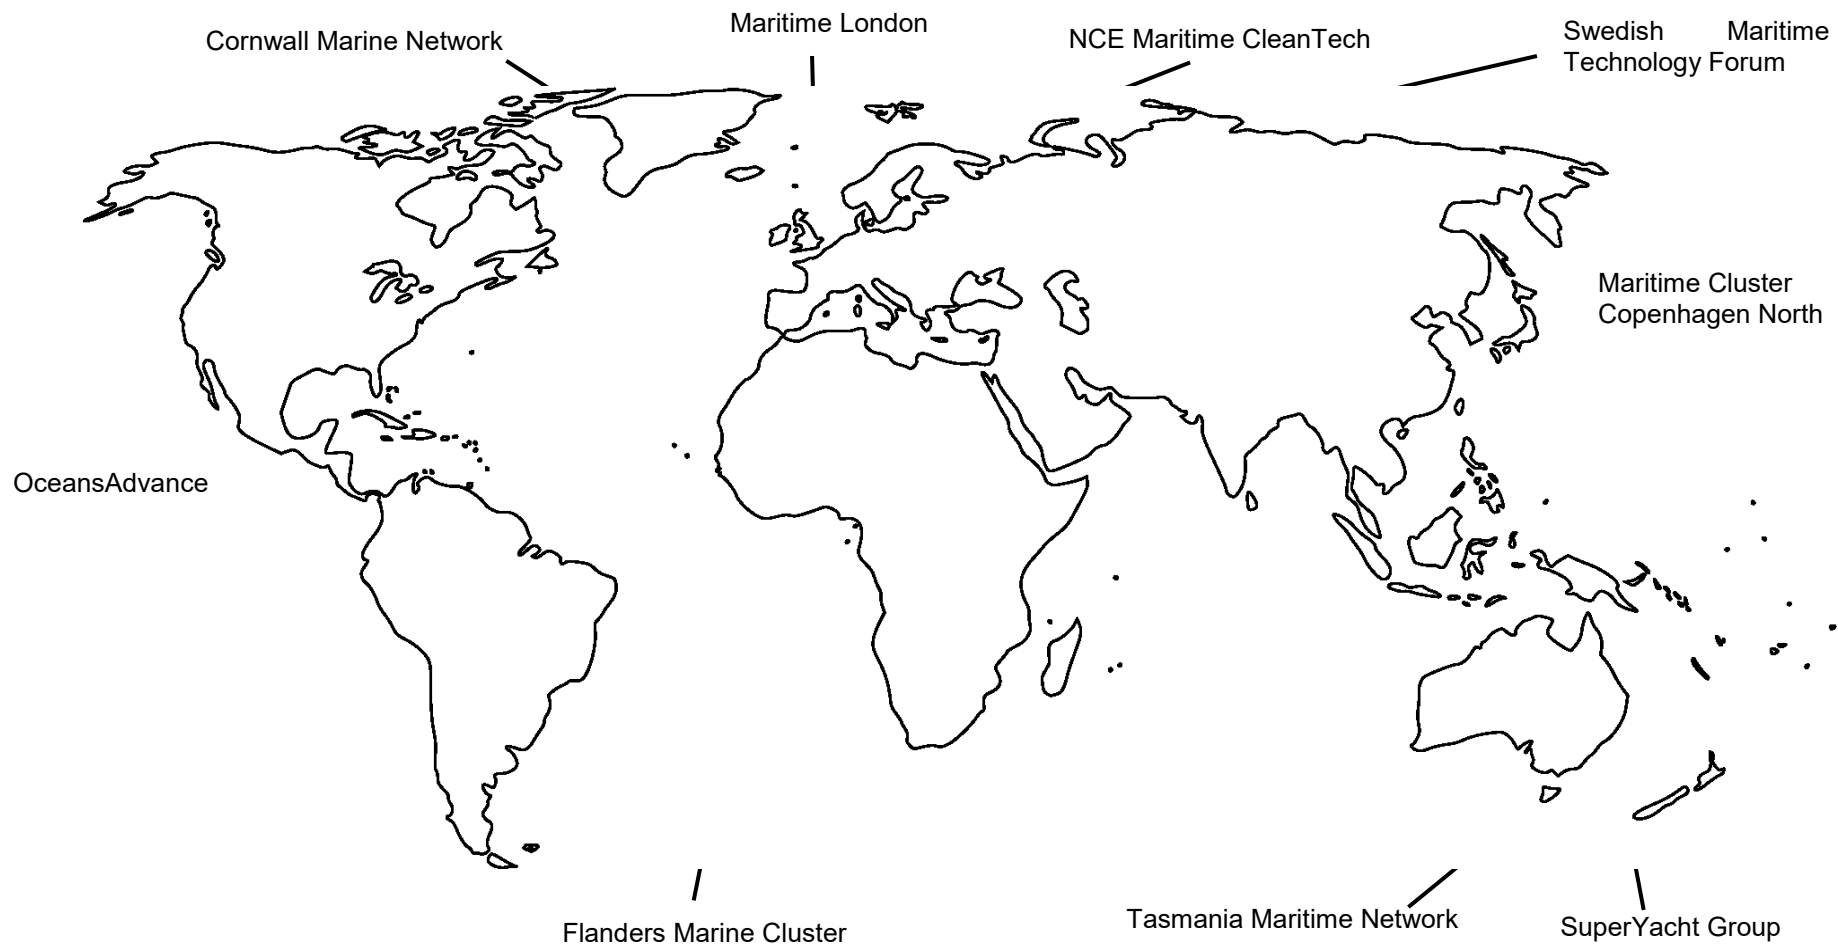 Maritime London
Cornwall Marine Network
NCE Maritime CleanTech
Swedish Maritime
Technology Forum
Maritime Cluster
Copenhagen North
OceansAdvance
Flanders Marine Cluster
Tasmania Maritime Network
SuperYacht Group